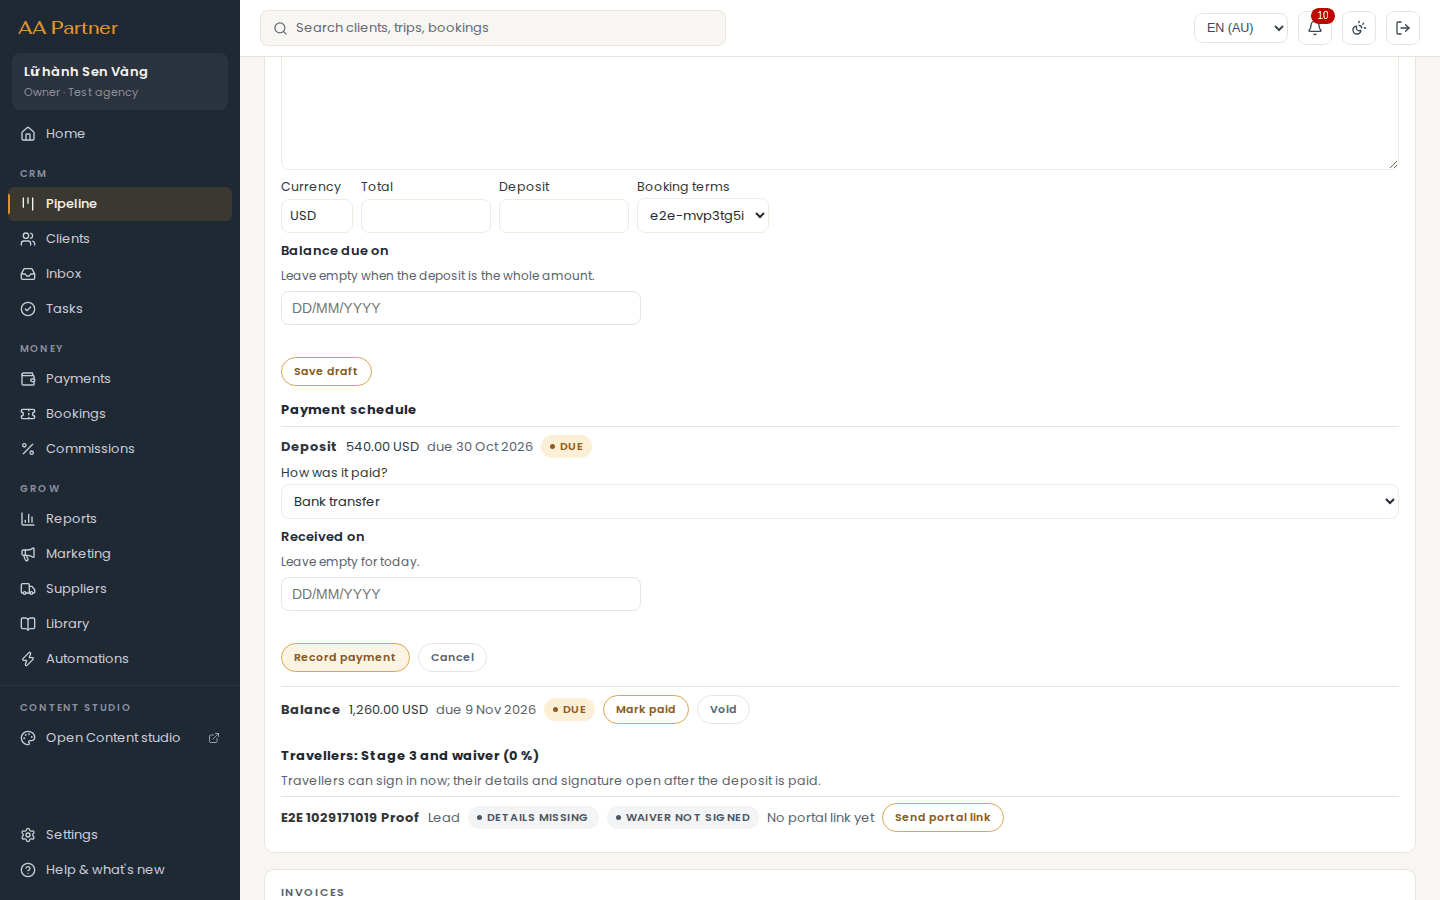 AA Partner
Lữ hành Sen Vàng
Owner · Test agency
Home
CRM
Pipeline
Clients
Inbox
Tasks
MONEY
Payments
Bookings
Commissions
GROW
Reports
Marketing
Suppliers
Library
Automations
CONTENT STUDIO
Open Content studio
Settings
Help & what's new
Search clients, trips, bookings
EN (AU)
10
Currency Total Deposit Booking terms
USD e2e-mvp3tg5i
Balance due on
Leave empty when the deposit is the whole amount.
DD/MM/YYYY
Save draft
Payment schedule
Deposit 540.00 USD due 30 Oct 2026 DUE
How was it paid?
Bank transfer
Received on
Leave empty for today.
DD/MM/YYYY
Record payment Cancel
Balance 1,260.00 USD due 9 Nov 2026 DUE Mark paid Void
Travellers: Stage 3 and waiver (0 %)
Travellers can sign in now; their details and signature open after the deposit is paid.
E2E 1029171019 Proof Lead DETAILS MISSING WAIVER NOT SIGNED No portal link yet Send portal link
INVOICES